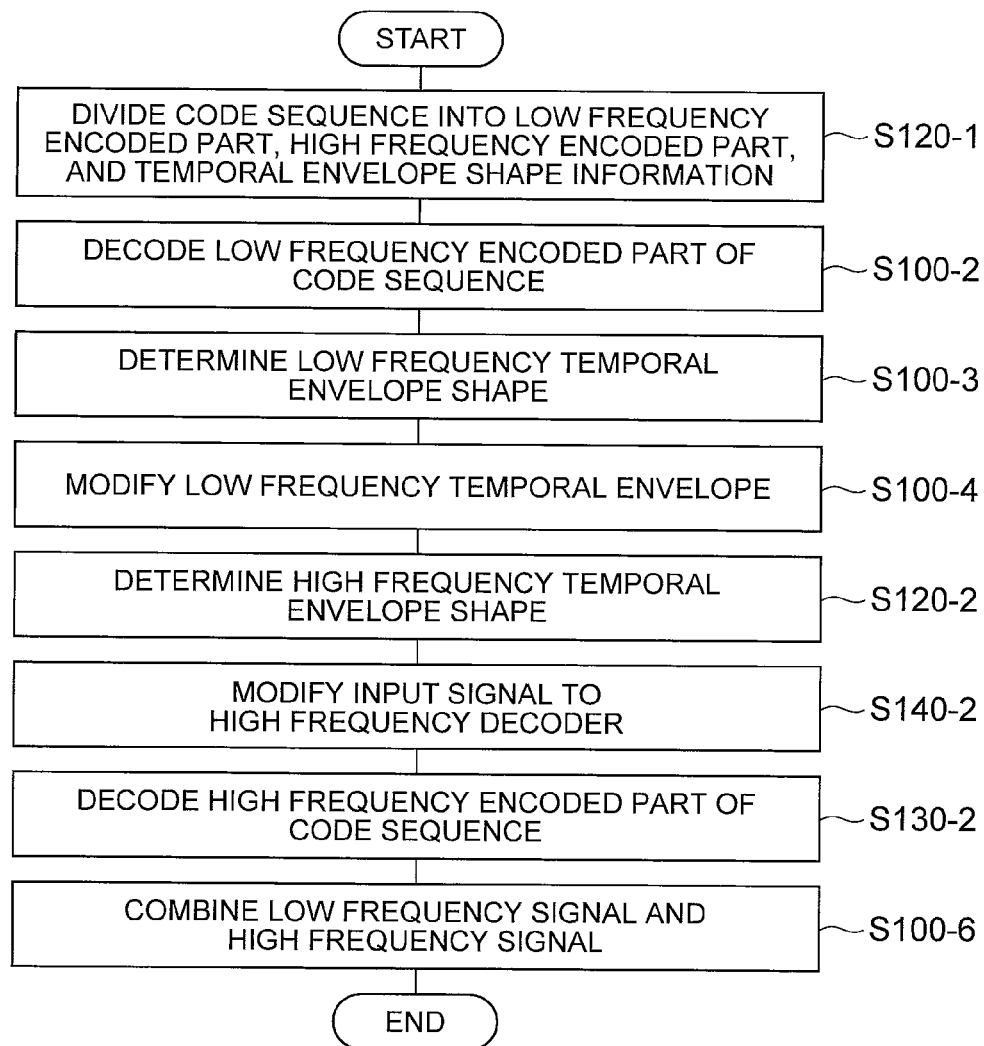 START
DIVIDE CODE SEQUENCE INTO LOW FREQUENCY
ENCODED PART, HIGH FREQUENCY ENCODED PART,
AND TEMPORAL ENVELOPE SHAPE INFORMATION
S120-1
DECODE LOW FREQUENCY ENCODED PART OF
CODE SEQUENCE
S100-2
DETERMINE LOW FREQUENCY TEMPORAL
ENVELOPE SHAPE
S100-3
MODIFY LOW FREQUENCY TEMPORAL ENVELOPE
S100-4
DETERMINE HIGH FREQUENCY TEMPORAL
ENVELOPE SHAPE
S120-2
MODIFY INPUT SIGNAL TO
HIGH FREQUENCY DECODER
S140-2
DECODE HIGH FREQUENCY ENCODED PART OF
CODE SEQUENCE
S130-2
COMBINE LOW FREQUENCY SIGNAL AND
HIGH FREQUENCY SIGNAL
S100-6
END